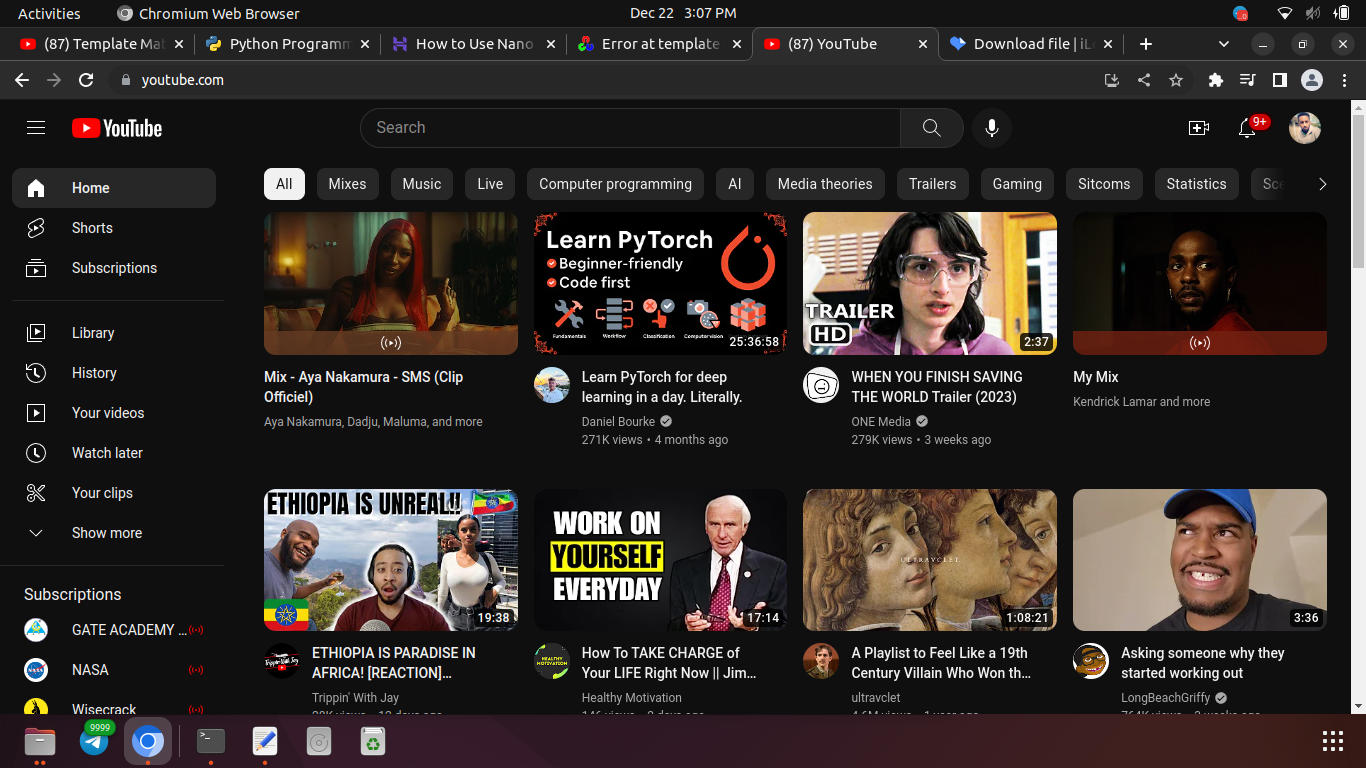 Activities
Chromium Web Browser
Dec 22 3:07 PM
(87) Template Mat
Python Programm
How to Use Nano
Error at template
(87) YouTube
Download file | iLo
youtube.com
YouTube
Search
9+
Home
Shorts
Subscriptions
Library
History
Your videos
Watch later
Your clips
Show more
Subscriptions
GATE ACADEMY ...
NASA
Wisecrack
All
Mixes
Music
Live
Computer programming
AI
Media theories
Trailers
Gaming
Sitcoms
Statistics
Sce
Mix - Aya Nakamura - SMS (Clip
Officiel)
Aya Nakamura, Dadju, Maluma, and more
Learn PyTorch
Beginner-friendly
Code first
Fundamentals
Workflow
Classification
Computer vision
25:36:58
Learn PyTorch for deep
learning in a day. Literally.
Daniel Bourke
271K views • 4 months ago
TRAILER
HD
2:37
WHEN YOU FINISH SAVING
THE WORLD Trailer (2023)
ONE Media
279K views • 3 weeks ago
My Mix
Kendrick Lamar and more
ETHIOPIA IS UNREAL!!
19:38
ETHIOPIA IS PARADISE IN
AFRICA! [REACTION]...
Trippin' With Jay
WORK ON
YOURSELF
EVERYDAY
17:14
HEALTHY
MOTIVATION
How To TAKE CHARGE of
Your LIFE Right Now || Jim...
Healthy Motivation
ULTRAVCLET
1:08:21
A Playlist to Feel Like a 19th
Century Villain Who Won th...
ultravclet
3:36
Asking someone why they
started working out
LongBeachGriffy
9999